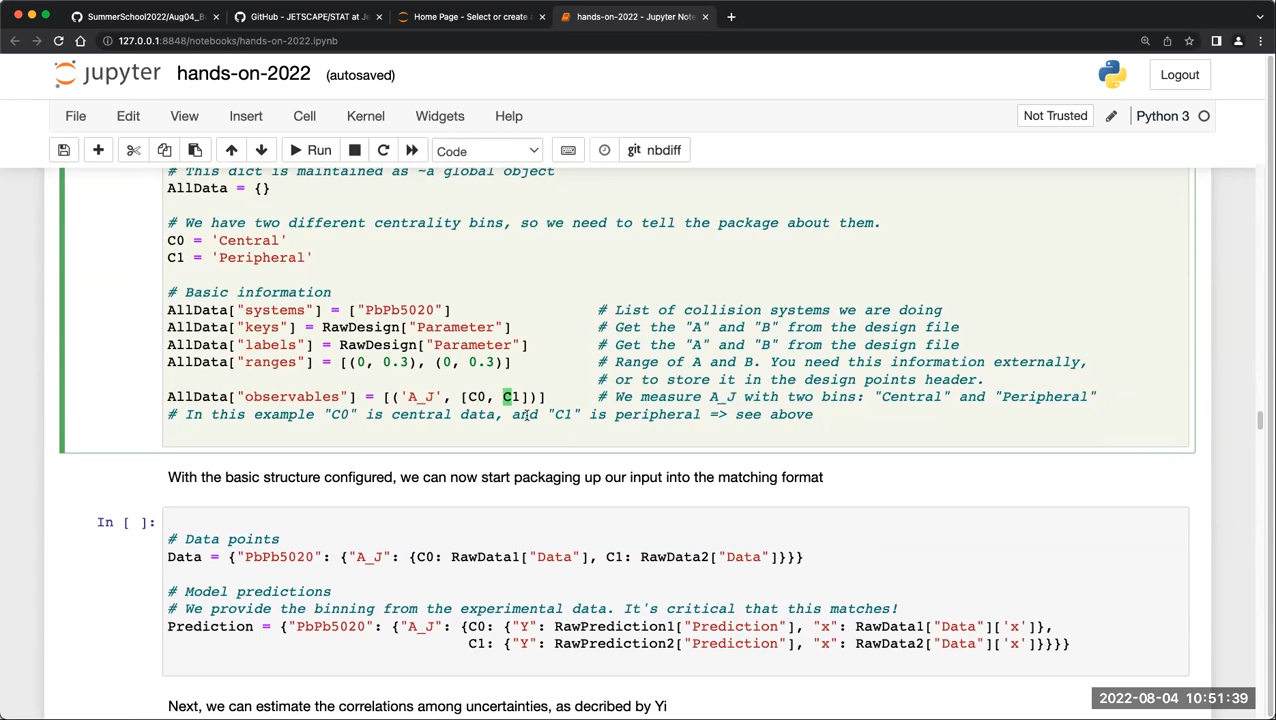 SummerSchool2022/Aug04_Ba
GitHub - JETSCAPE/STAT at Je
Home Page - Select or create a
hands-on-2022 - Jupyter Note
127.0.0.1:8848/notebooks/hands-on-2022.ipynb
jupyter hands-on-2022 (autosaved)
Logout
File Edit View Insert Cell Kernel Widgets Help
Not Trusted
Python 3
Run
Code
git nbdiff
# This dict is maintained as ~a global object
AllData = {}
# We have two different centrality bins, so we need to tell the package about them.
C0 = 'Central'
C1 = 'Peripheral'
# Basic information
AllData["systems"] = ["PbPb5020"] # List of collision systems we are doing
AllData["keys"] = RawDesign["Parameter"] # Get the "A" and "B" from the design file
AllData["labels"] = RawDesign["Parameter"] # Get the "A" and "B" from the design file
AllData["ranges"] = [(0, 0.3), (0, 0.3)] # Range of A and B. You need this information externally,
# or to store it in the design points header.
AllData["observables"] = [('A_J', [C0, C1])] # We measure A_J with two bins: "Central" and "Peripheral"
# In this example "C0" is central data, and "C1" is peripheral => see above
With the basic structure configured, we can now start packaging up our input into the matching format
In [ ]:
# Data points
Data = {"PbPb5020": {"A_J": {C0: RawData1["Data"], C1: RawData2["Data"]}}}
# Model predictions
# We provide the binning from the experimental data. It's critical that this matches!
Prediction = {"PbPb5020": {"A_J": {C0: {"Y": RawPrediction1["Prediction"], "x": RawData1["Data"]['x']},
C1: {"Y": RawPrediction2["Prediction"], "x": RawData2["Data"]['x']}}}}
Next, we can estimate the correlations among uncertainties, as decribed by Yi
2022-08-04 10:51:39